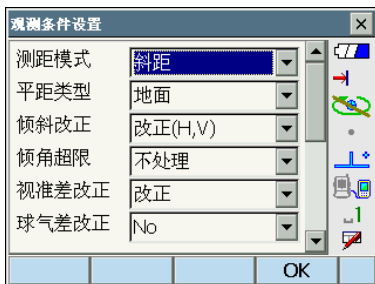 观测条件设置
测距模式 斜距
平距类型 地面
倾斜改正 改正(H,V)
倾角超限 不处理
视准差改正 改正
球气差改正 No
1
OK